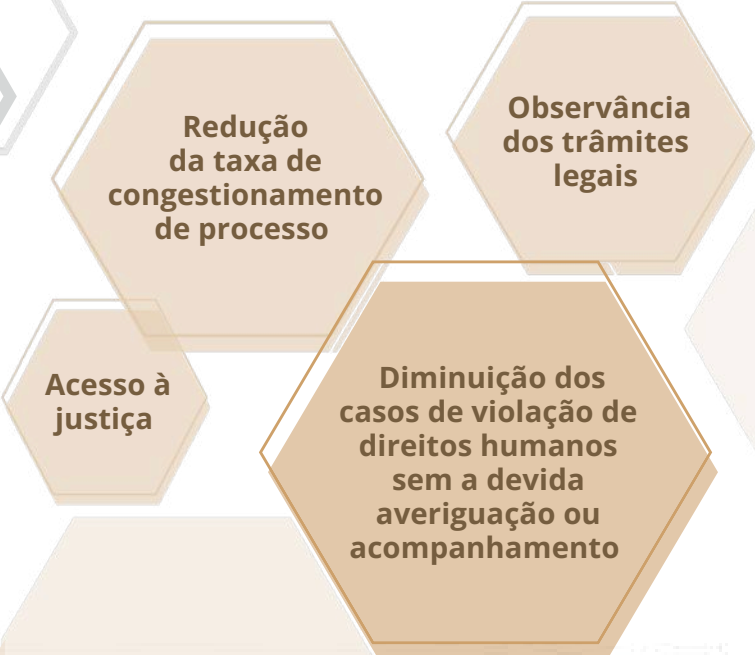 Redução
da taxa de
congestionamento
de processo
Observância
dos trâmites
legais
Acesso à
justiça
Diminuição dos
casos de violação de
direitos humanos
sem a devida
averiguação ou
acompanhamento